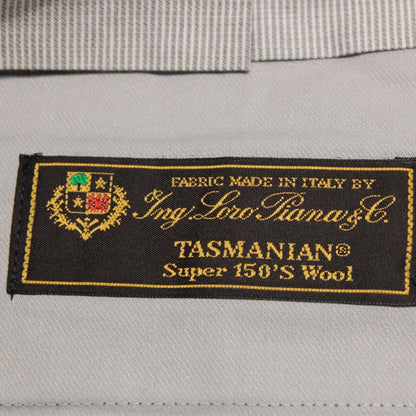 FABRIC MADE IN ITALY BY
Ing. Loro Piana & C.
TASMANIAN®
Super 150'S Wool